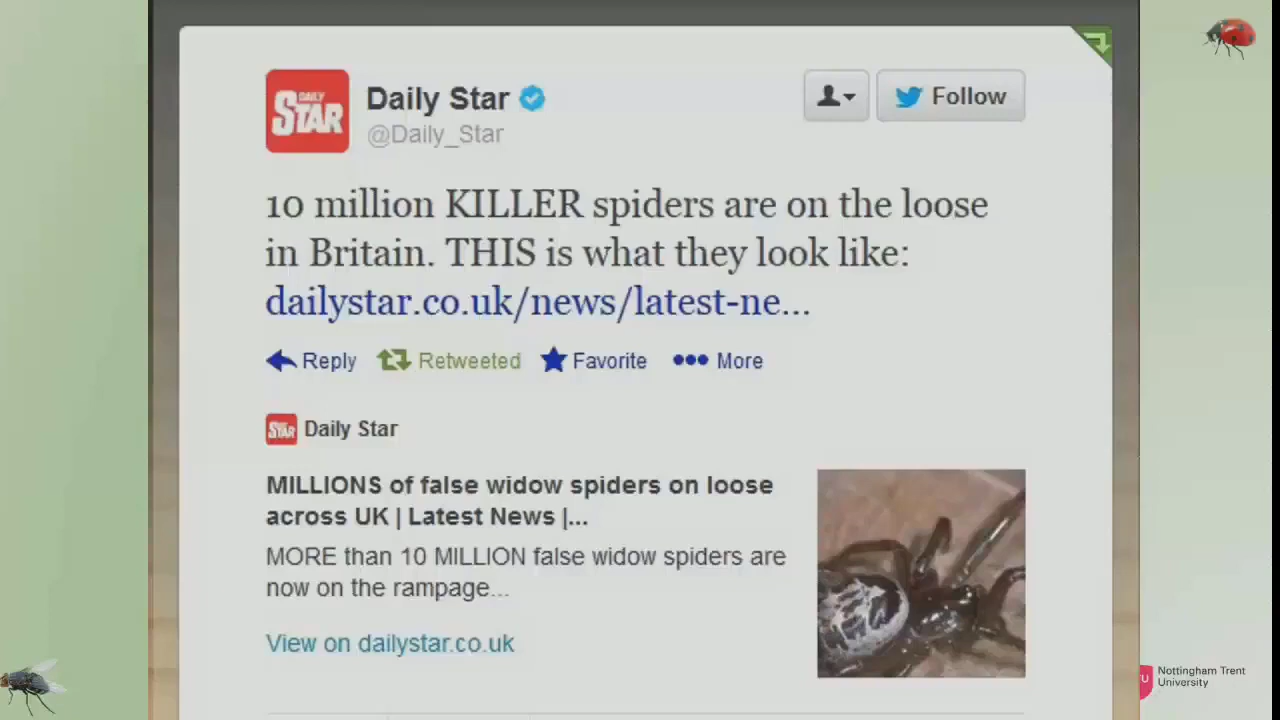 DAILY
STAR
Daily Star
@Daily_Star
Follow
10 million KILLER spiders are on the loose
in Britain. THIS is what they look like:
dailystar.co.uk/news/latest-ne...
Reply Retweeted Favorite More
STAR
Daily Star
MILLIONS of false widow spiders on loose
across UK | Latest News |...
MORE than 10 MILLION false widow spiders are
now on the rampage...
View on dailystar.co.uk
U
Nottingham Trent
University